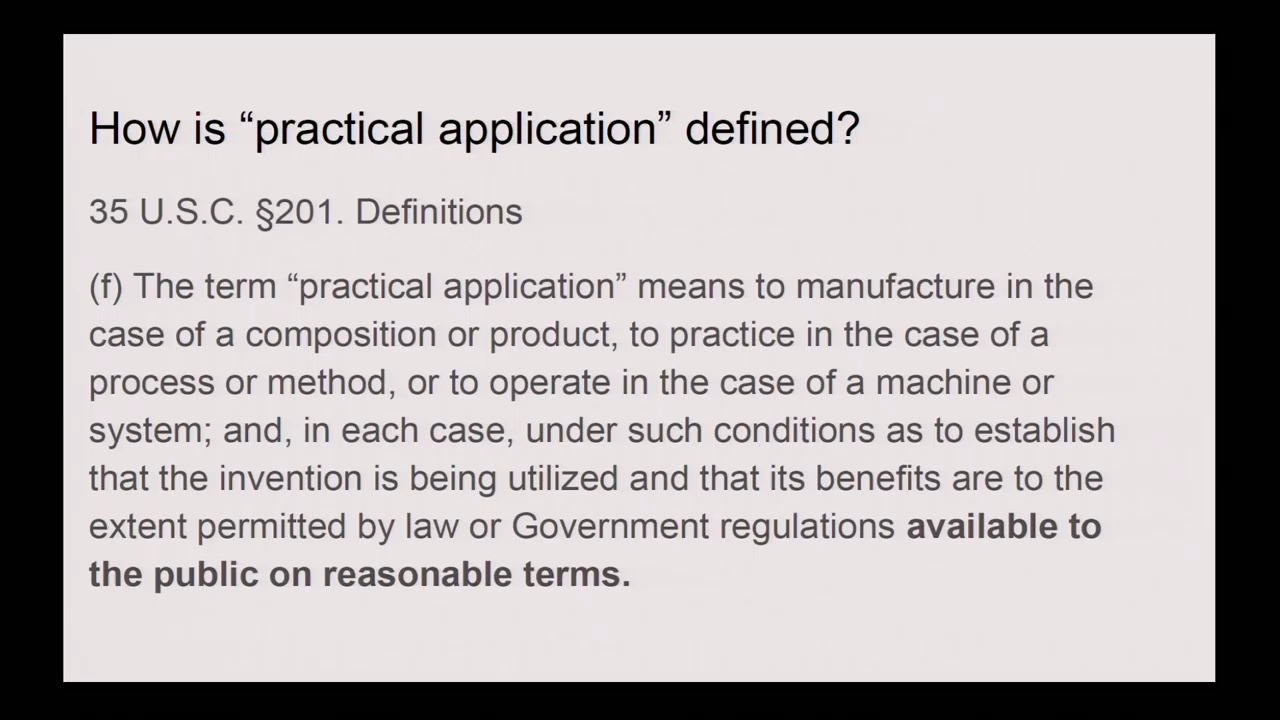 How is “practical application” defined?
35 U.S.C. §201. Definitions
(f) The term “practical application” means to manufacture in the
case of a composition or product, to practice in the case of a
process or method, or to operate in the case of a machine or
system; and, in each case, under such conditions as to establish
that the invention is being utilized and that its benefits are to the
extent permitted by law or Government regulations available to
the public on reasonable terms.